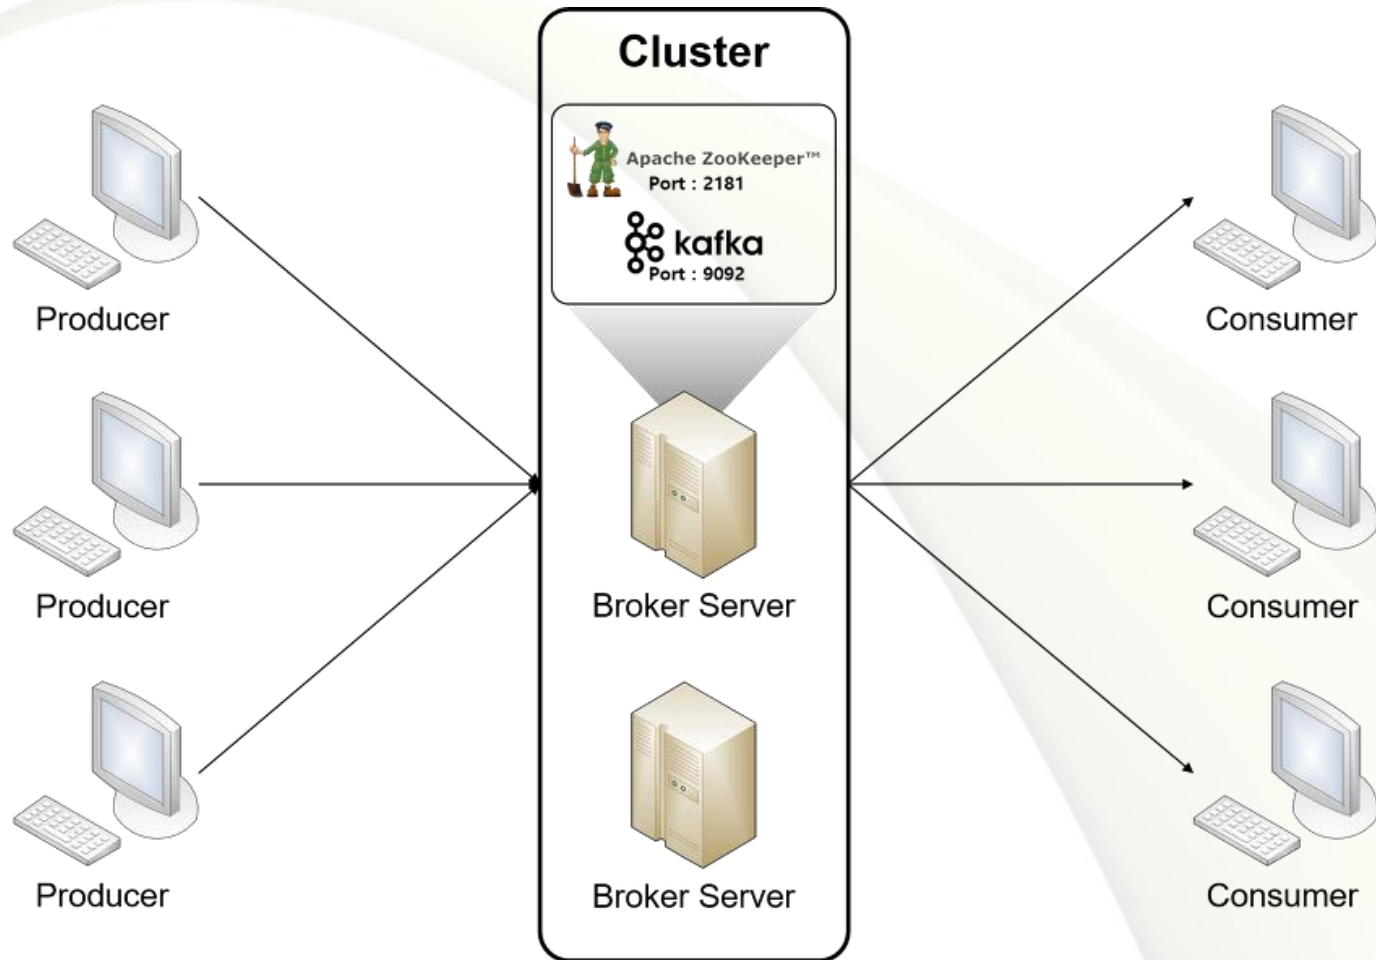 Cluster
Apache ZooKeeper™
Port : 2181
kafka
Port : 9092
Producer
Consumer
Producer
Broker Server
Consumer
Producer
Broker Server
Consumer